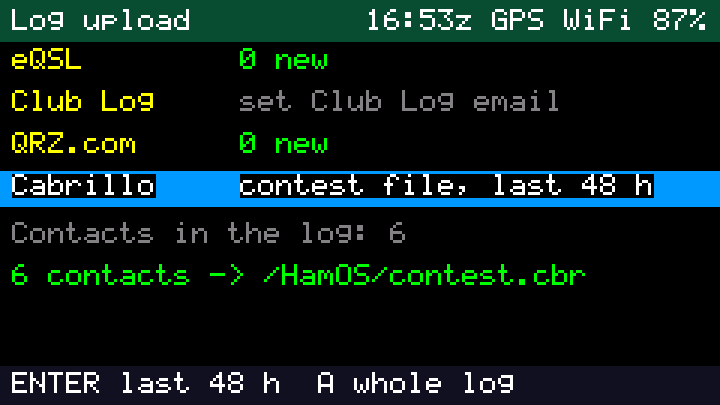 Log upload 16:53z GPS WiFi 87%
eQSL 0 new
Club Log set Club Log email
QRZ.com 0 new
Cabrillo contest file, last 48 h
Contacts in the log: 6
6 contacts -> /HamOS/contest.cbr
ENTER last 48 h A whole log